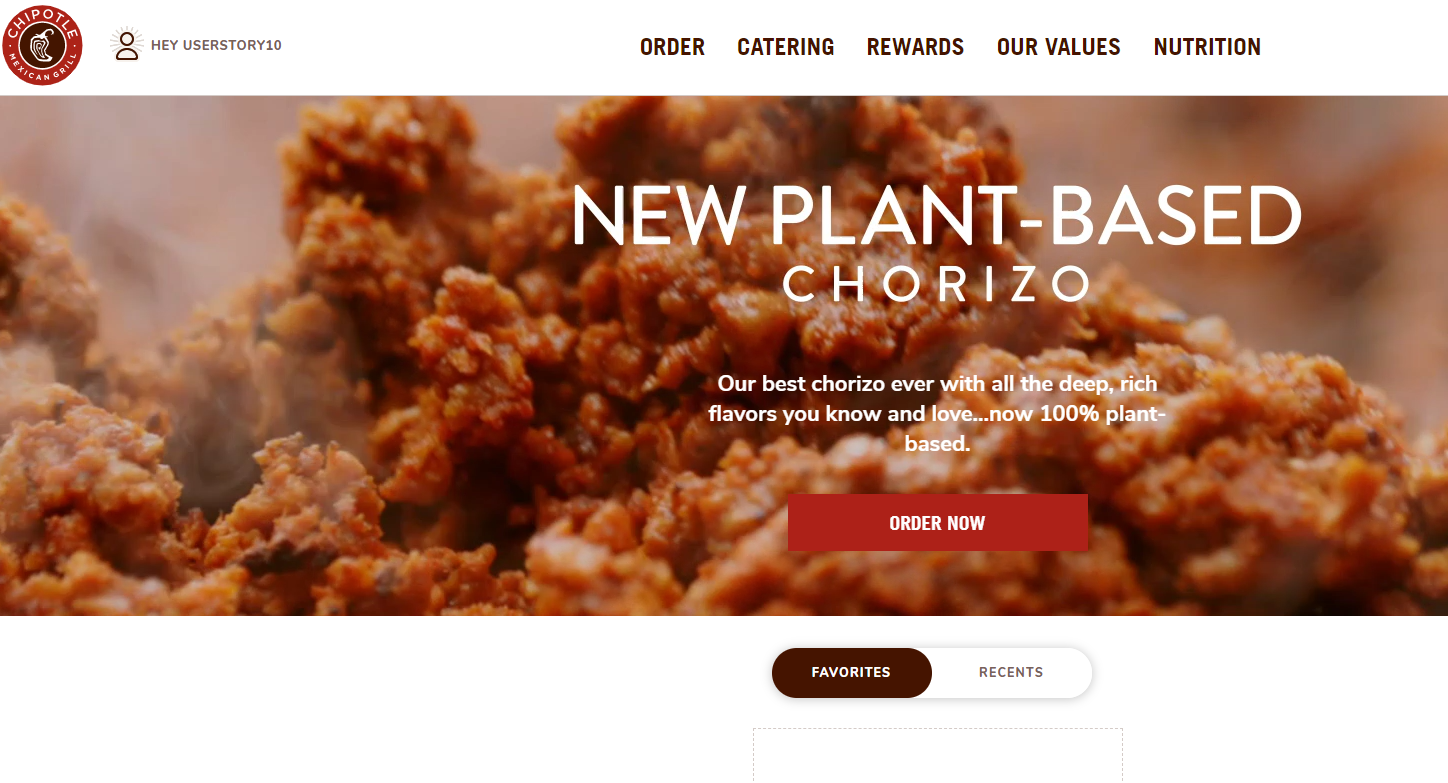 CHIPOTLE
MEXICAN GRILL
HEY USERSTORY10
ORDER
CATERING
REWARDS
OUR VALUES
NUTRITION
NEW PLANT-BASED
CHORIZO
Our best chorizo ever with all the deep, rich
flavors you know and love...now 100% plant-
based.
ORDER NOW
FAVORITES
RECENTS